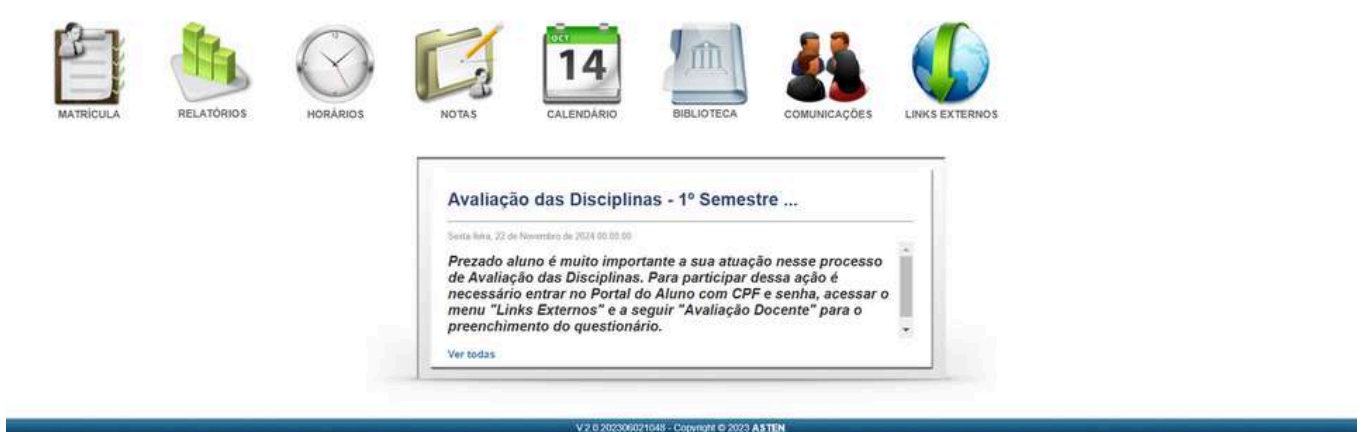 OCT
14
MATRÍCULA RELATÓRIOS HORÁRIOS NOTAS CALENDÁRIO BIBLIOTECA COMUNICAÇÕES LINKS EXTERNOS
Avaliação das Disciplinas - 1º Semestre ...
Sexta-feira, 22 de Novembro de 2024 00:00:00
Prezado aluno é muito importante a sua atuação nesse processo
de Avaliação das Disciplinas. Para participar dessa ação é
necessário entrar no Portal do Aluno com CPF e senha, acessar o
menu "Links Externos" e a seguir "Avaliação Docente" para o
preenchimento do questionário.
Ver todas
V 2.0.202306021048 - Copyright © 2023 ASTEN